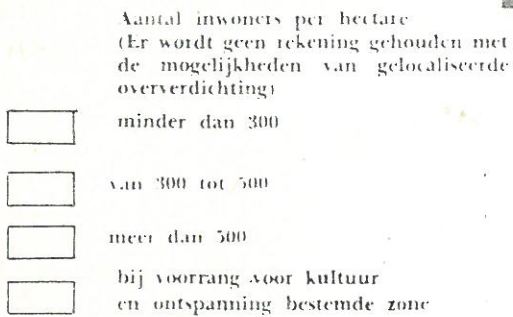 Aantal inwoners per hectare
(Er wordt geen rekening gehouden met
de mogelijkheden van gelocaliseerde
oververdichting)
minder dan 300
van 300 tot 500
meer dan 500
bij voorrang voor kultuur
en ontspanning bestemde zone